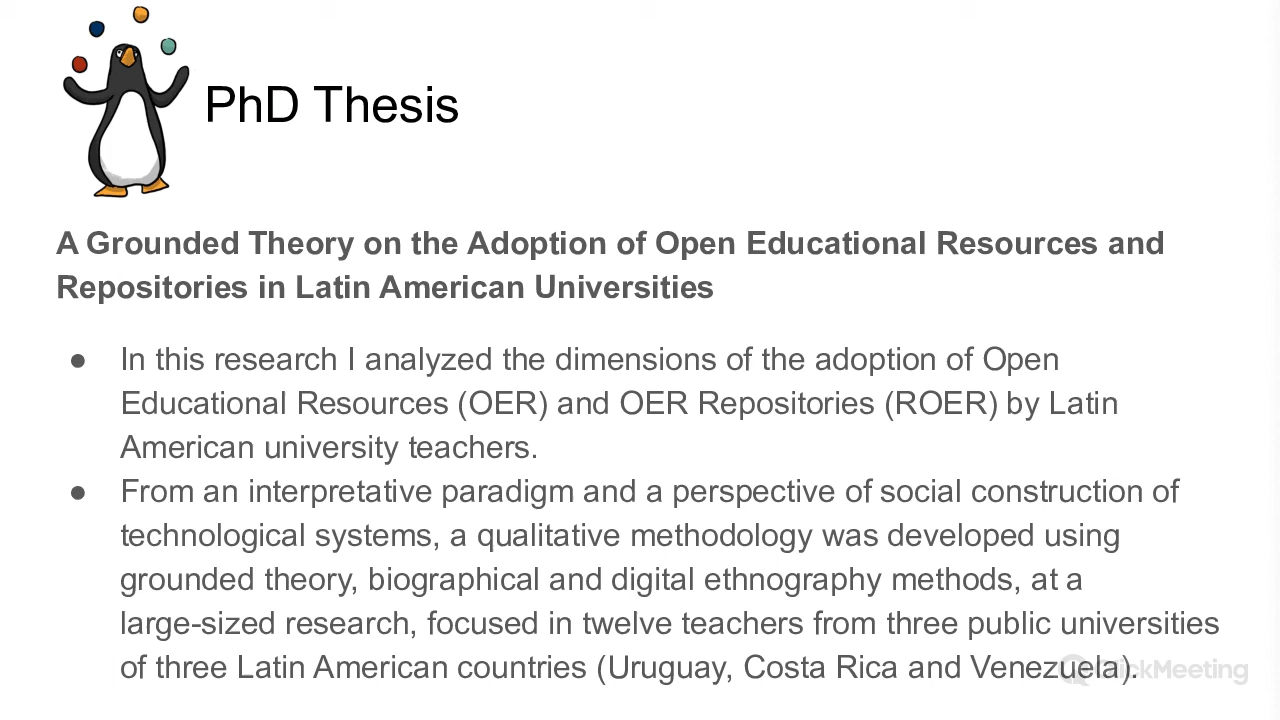 PhD Thesis
A Grounded Theory on the Adoption of Open Educational Resources and
Repositories in Latin American Universities
● In this research I analyzed the dimensions of the adoption of Open
Educational Resources (OER) and OER Repositories (ROER) by Latin
American university teachers.
● From an interpretative paradigm and a perspective of social construction of
technological systems, a qualitative methodology was developed using
grounded theory, biographical and digital ethnography methods, at a
large-sized research, focused in twelve teachers from three public universities
of three Latin American countries (Uruguay, Costa Rica and Venezuela).
ClickMeeting